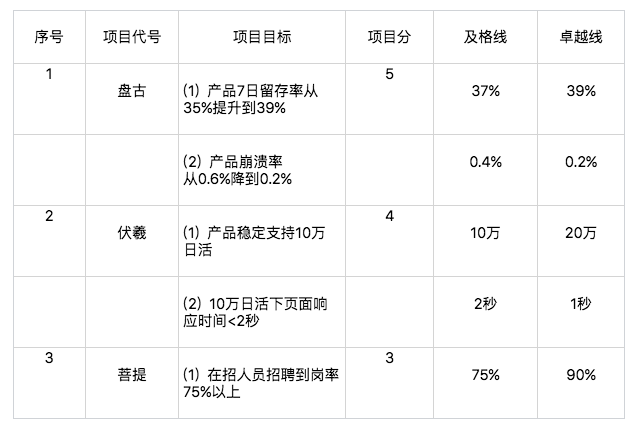 序号 项目代号 项目目标 项目分 及格线 卓越线
1 5
盘古 (1) 产品7日留存率从 37% 39%
35%提升到39%
(2) 产品崩溃率 0.4% 0.2%
从0.6%降到0.2%
2 4
伏羲 (1) 产品稳定支持10万 10万 20万
日活
(2) 10万日活下页面响 2秒 1秒
应时间<2秒
3 3
菩提 (1) 在招人员招聘到岗率 75% 90%
75%以上